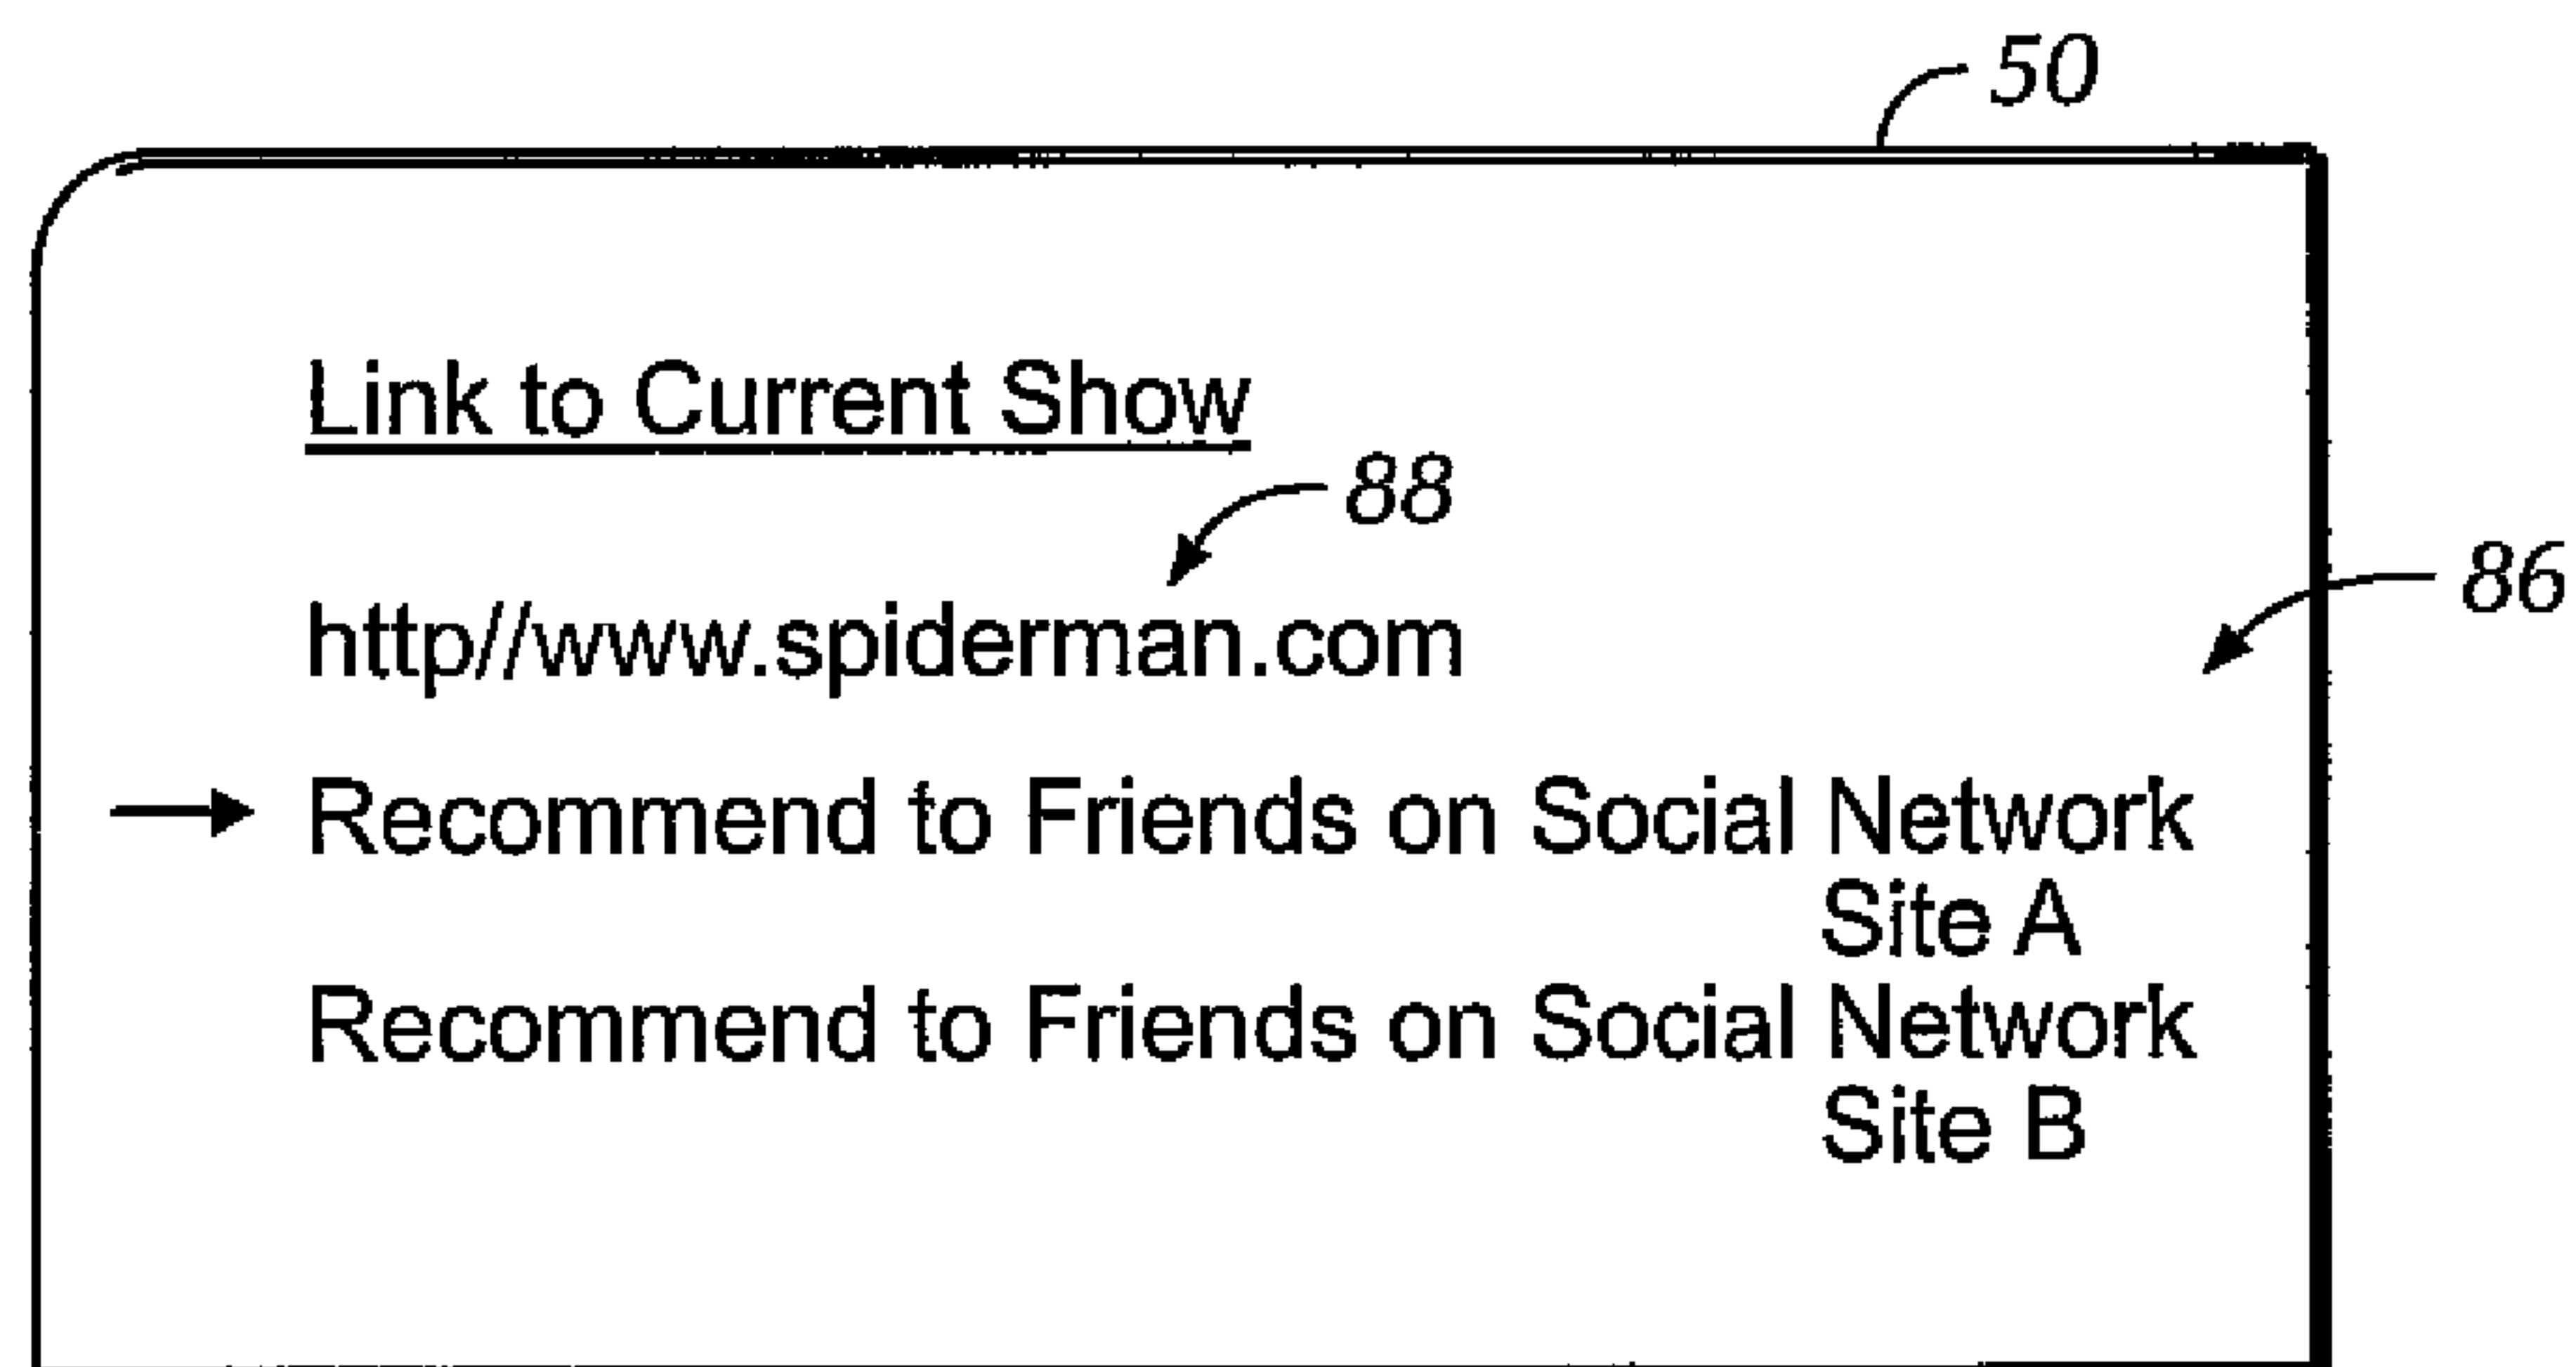 50
Link to Current Show
88
http//www.spiderman.com
86
Recommend to Friends on Social Network
Site A
Recommend to Friends on Social Network
Site B